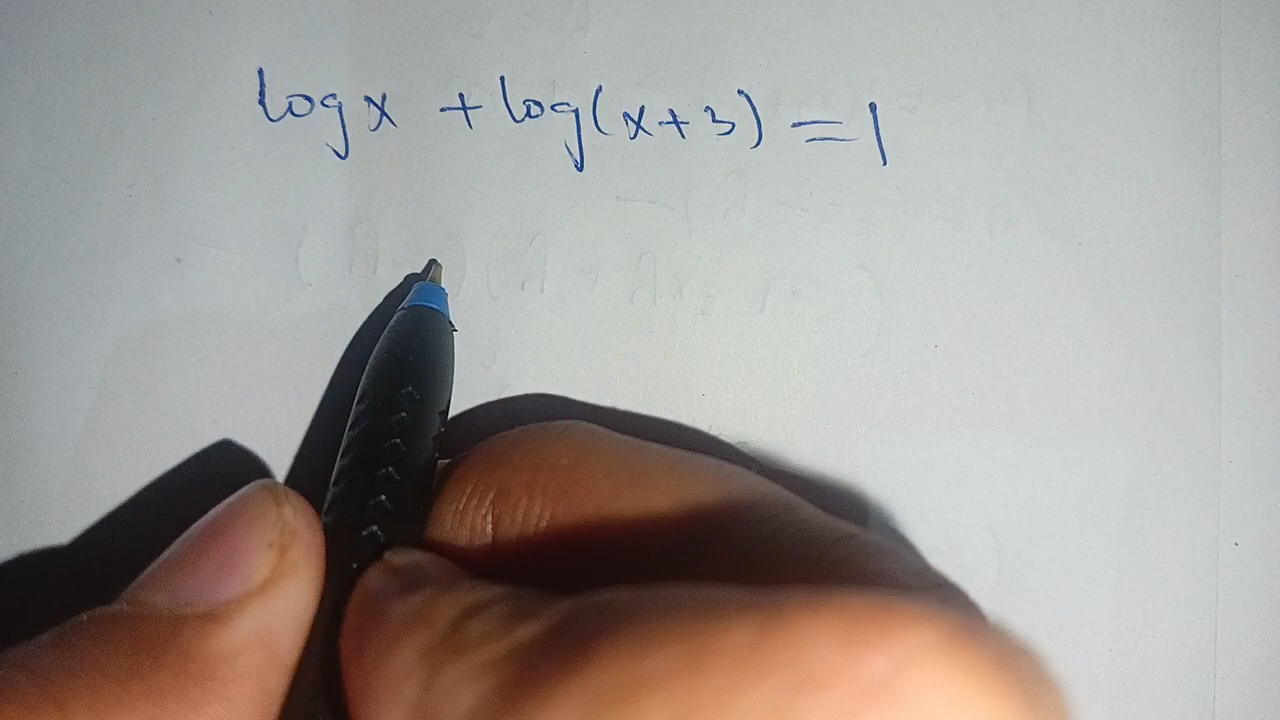 log x + log(x+3) = 1